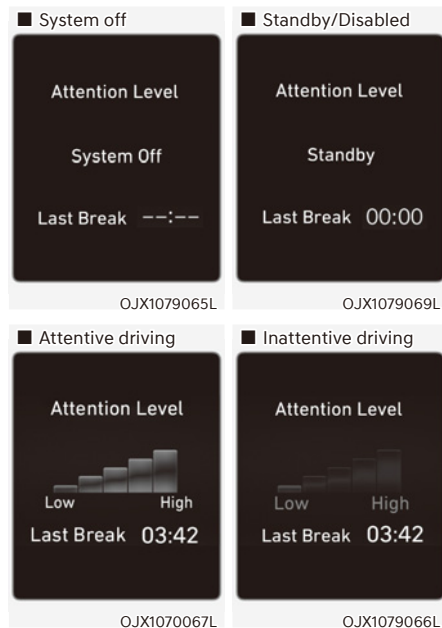 ■ System off
Attention Level
System Off
Last Break --:--
OJX1079065L
■ Standby/Disabled
Attention Level
Standby
Last Break 00:00
OJX1079069L
■ Attentive driving
Attention Level
Low High
Last Break 03:42
OJX1070067L
■ Inattentive driving
Attention Level
Low High
Last Break 03:42
OJX1079066L